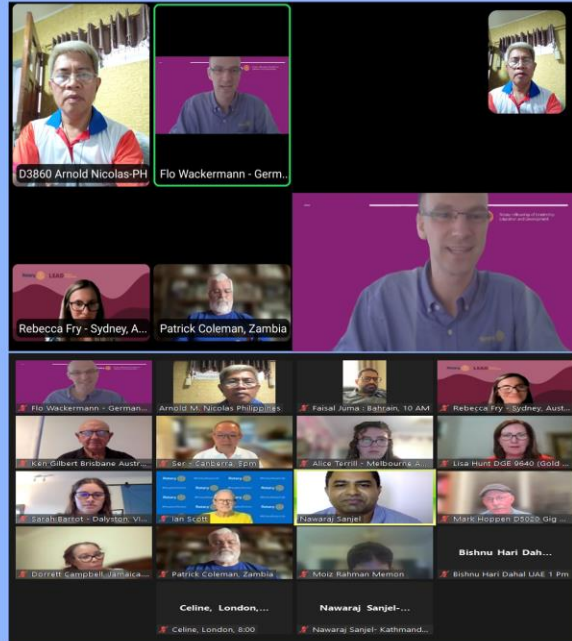 D3860 Arnold Nicolas-PH
Flo Wackermann - Germ...
Rotary
Rebecca Fry - Sydney, A...
Patrick Coleman, Zambia
Flo Wackermann - German...
Arnold M. Nicolas Philippines
Faisal Juma : Bahrain, 10 AM
Rebecca Fry - Sydney, Aust...
Ken Gilbert Brisbane Austr...
Ser - Canberra, 8pm
Alice Terrill - Melbourne A...
Lisa Hunt DGE 9640 (Gold ...
Rotary
Rotary
Sarah Barrot - Dalyston, Vi...
Ian Scott
Nawaraj Sanjel
Mark Hoppen D5020 Gig ...
Dorrett Campbell, Jamaica...
Patrick Coleman, Zambia
Moiz Rahman Memon
Bishnu Hari Dah...
Bishnu Hari Dahal UAE 1 Pm
Celine, London,...
Nawaraj Sanjel-...
Celine, London, 8:00
Nawaraj Sanjel- Kathmand...